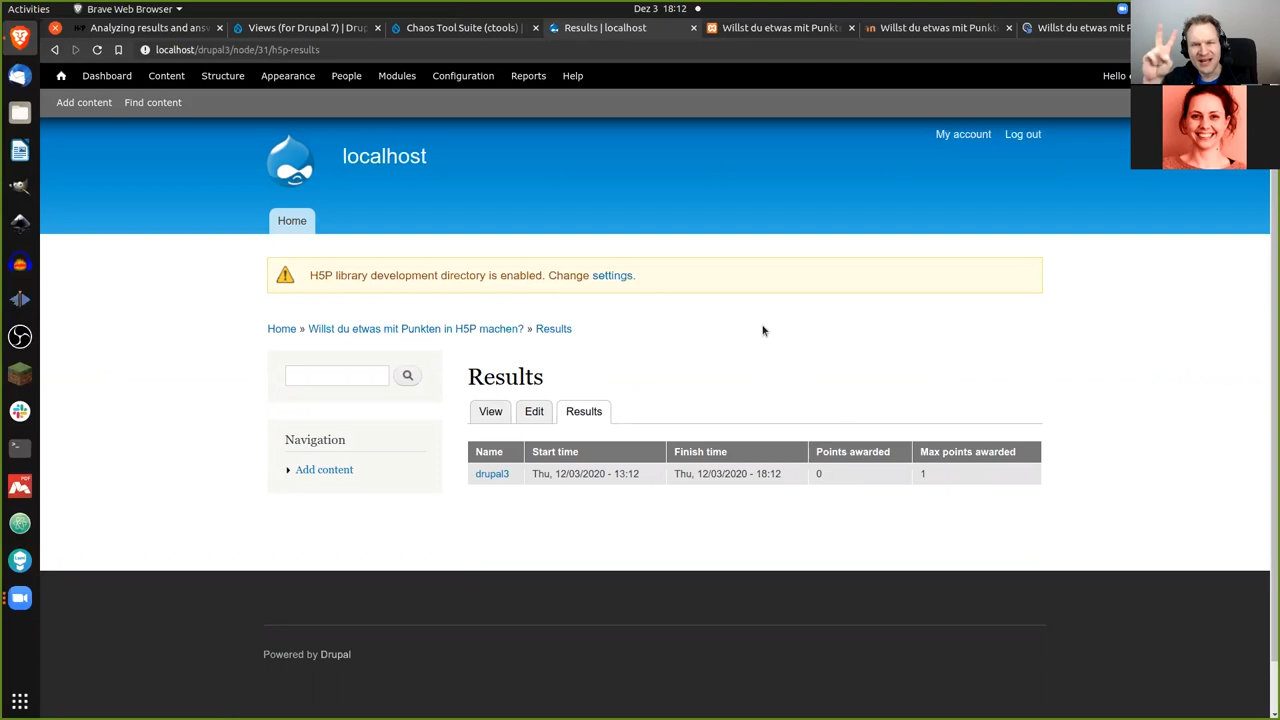 Activities
Brave Web Browser
Dez 3 18:12
Analyzing results and answ
Views (for Drupal 7) | Drup
Chaos Tool Suite (ctools) |
Results | localhost
Willst du etwas mit Punkte
Willst du etwas mit Punkt
Willst du etwas mit P
localhost/drupal3/node/31/h5p-results
Dashboard
Content
Structure
Appearance
People
Modules
Configuration
Reports
Help
Hello
Add content
Find content
My account
Log out
localhost
Home
H5P library development directory is enabled. Change settings.
Home » Willst du etwas mit Punkten in H5P machen? » Results
Results
View
Edit
Results
Navigation
Add content
Name Start time Finish time Points awarded Max points awarded
drupal3 Thu, 12/03/2020 - 13:12 Thu, 12/03/2020 - 18:12 0 1
Powered by Drupal